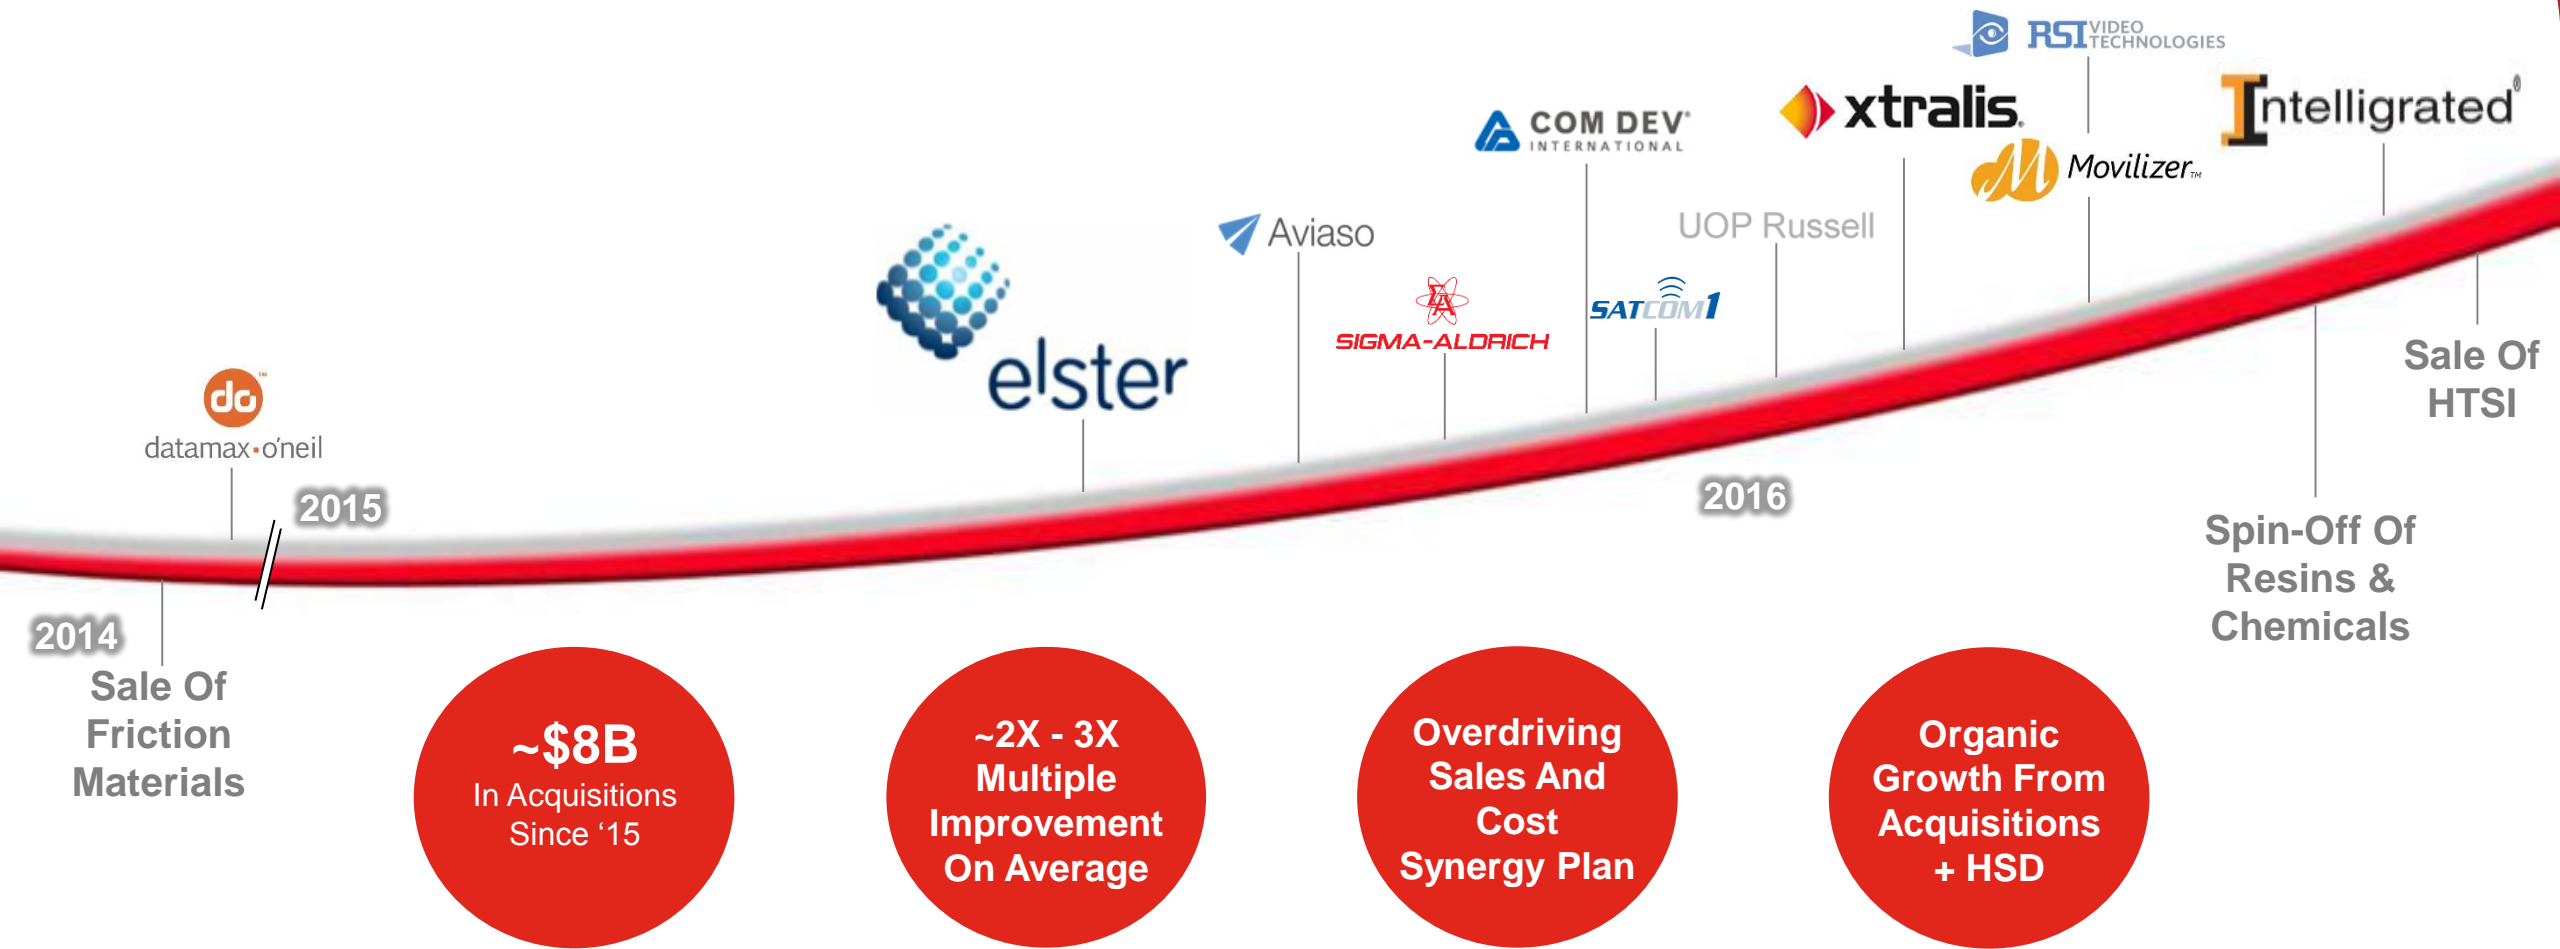 RSI VIDEO
TECHNOLOGIES
Intelligrated®
xtralis
COM DEV®
INTERNATIONAL
Movilizer™
Aviaso
UOP Russell
SATCOM1
SIGMA-ALDRICH
elster
do™
datamax•o'neil
2015
2014
2016
Sale Of
HTSI
Spin-Off Of
Resins &
Chemicals
Sale Of
Friction
Materials
~$8B
In Acquisitions
Since ‘15
~2X - 3X
Multiple
Improvement
On Average
Overdriving
Sales And
Cost
Synergy Plan
Organic
Growth From
Acquisitions
+ HSD